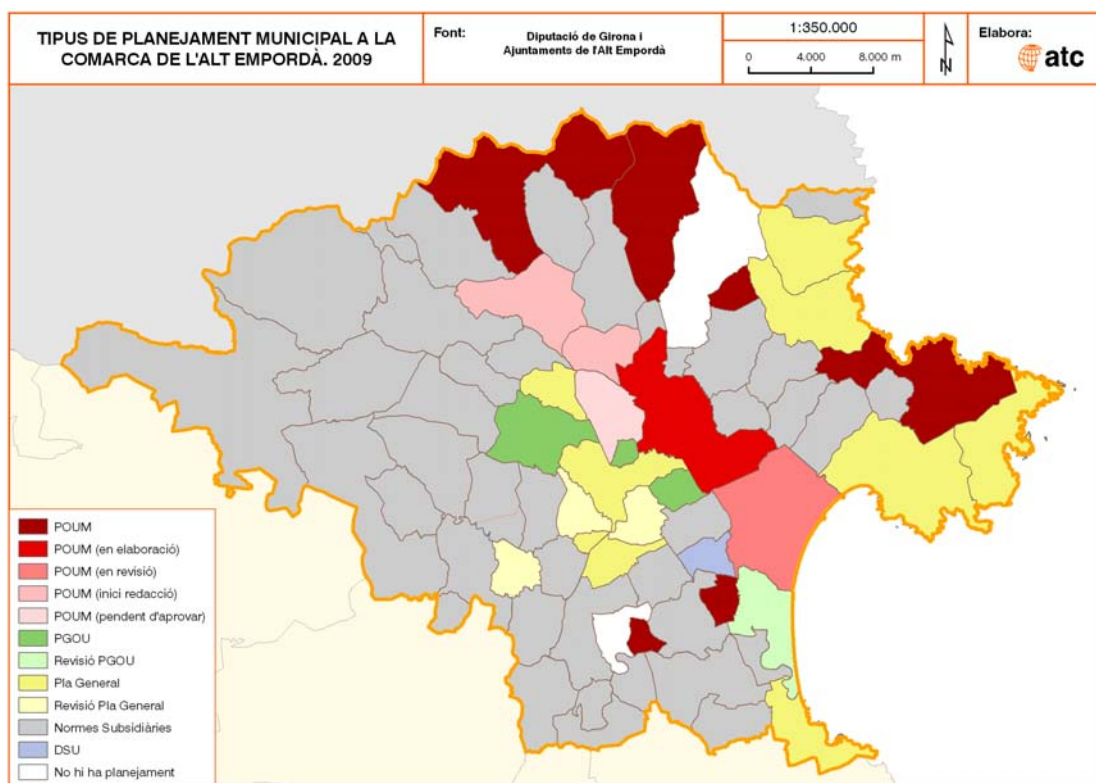 TIPUS DE PLANEJAMENT MUNICIPAL A LA
COMARCA DE L'ALT EMPORDÀ. 2009
Font:
Diputació de Girona i
Ajuntaments de l'Alt Empordà
1:350.000
0 4.000 8.000 m
N
Elabora:
atc
POUM
POUM (en elaboració)
POUM (en revisió)
POUM (inici redacció)
POUM (pendent d'aprovar)
PGOU
Revisió PGOU
Pla General
Revisió Pla General
Normes Subsidiàries
DSU
No hi ha planejament